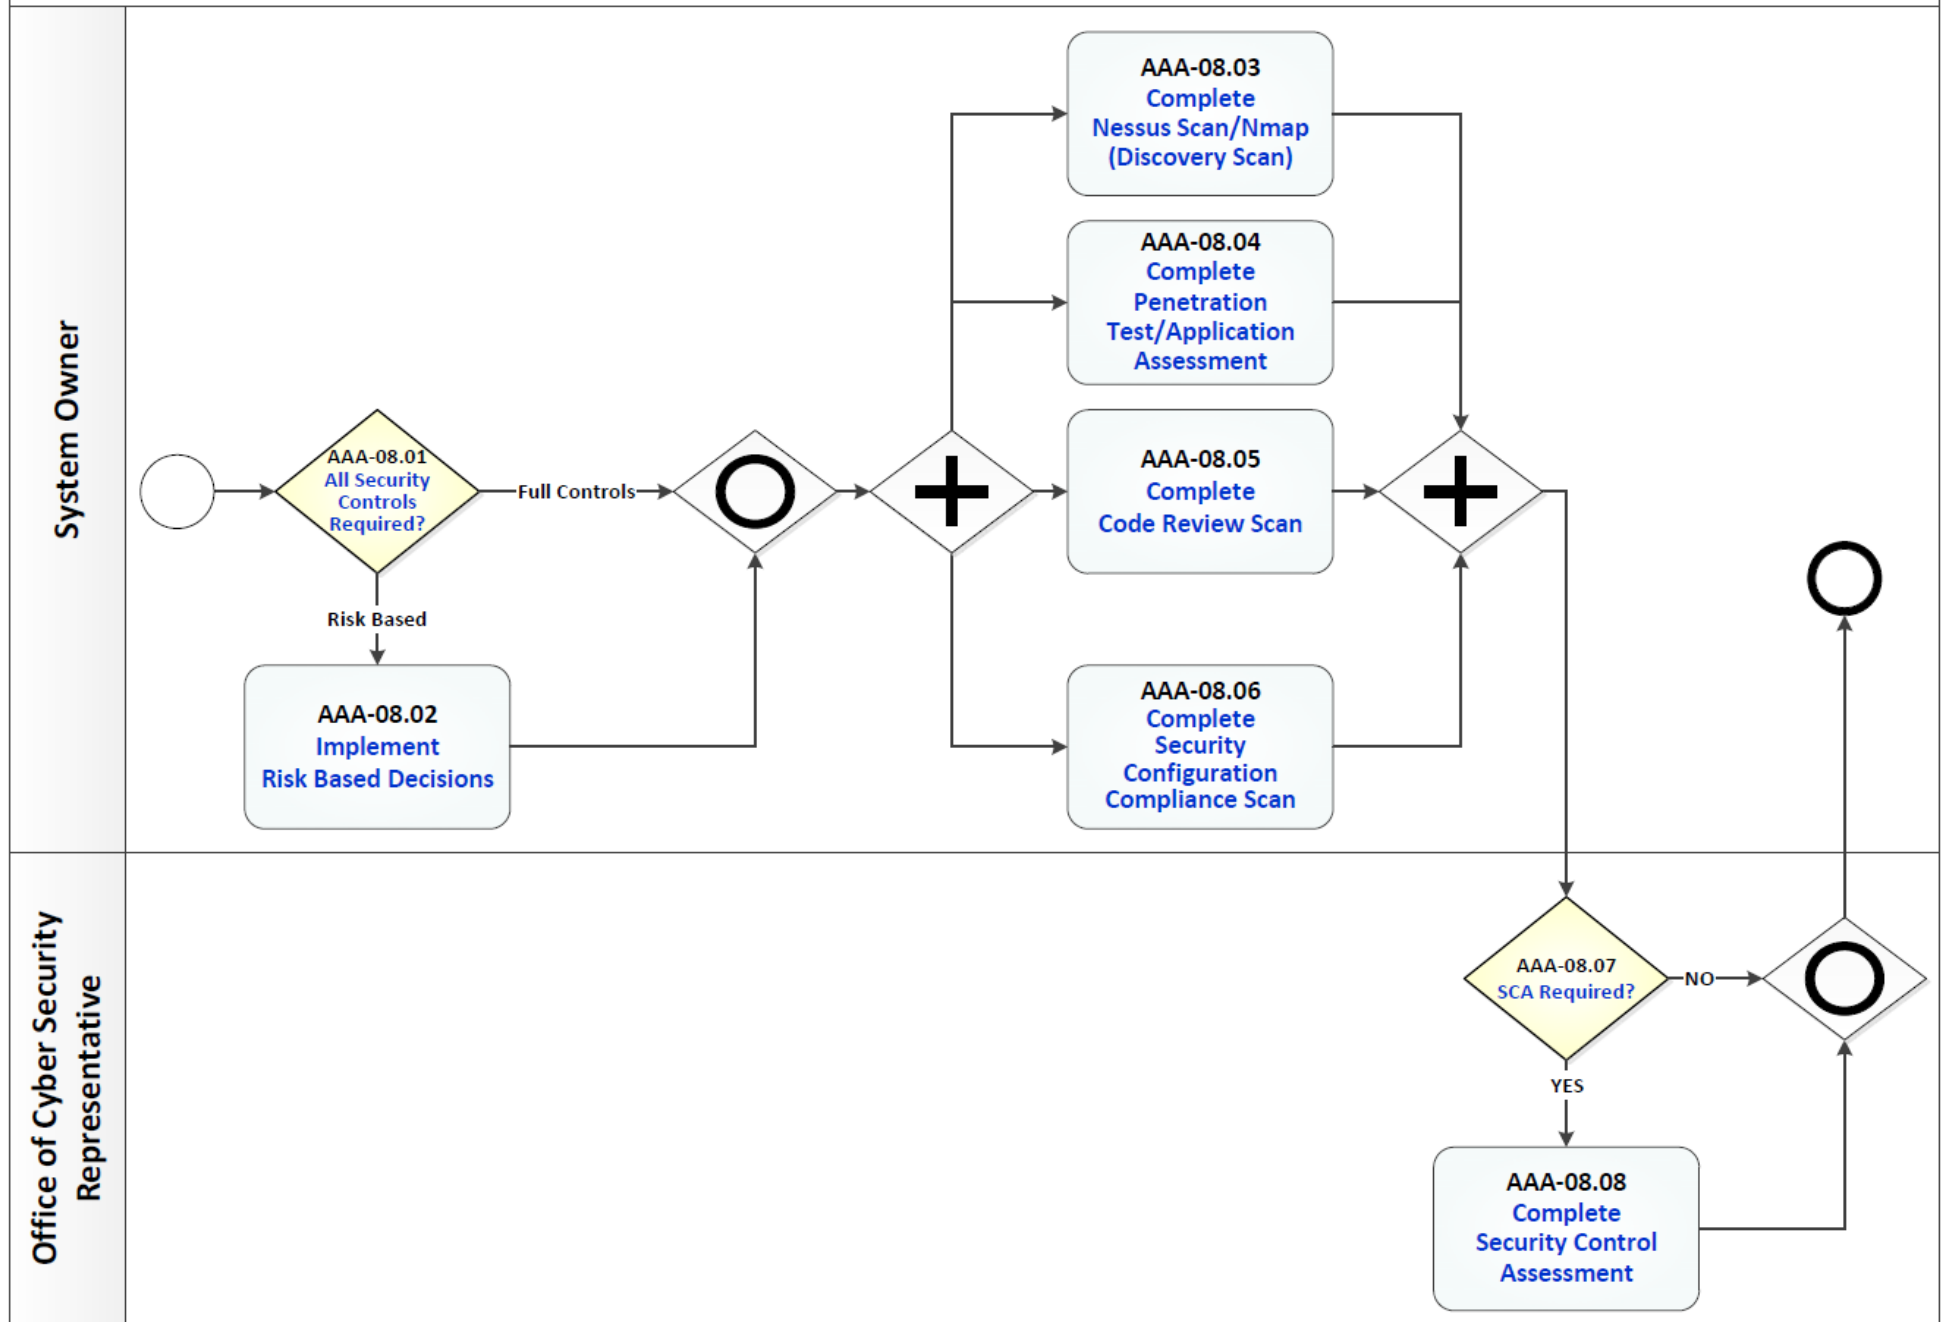 System Owner
AAA-08.01
All Security
Controls
Required?
Full Controls
Risk Based
AAA-08.02
Implement
Risk Based Decisions
AAA-08.03
Complete
Nessus Scan/Nmap
(Discovery Scan)
AAA-08.04
Complete
Penetration
Test/Application
Assessment
AAA-08.05
Complete
Code Review Scan
AAA-08.06
Complete
Security
Configuration
Compliance Scan
Office of Cyber Security
Representative
AAA-08.07
SCA Required?
NO
YES
AAA-08.08
Complete
Security Control
Assessment